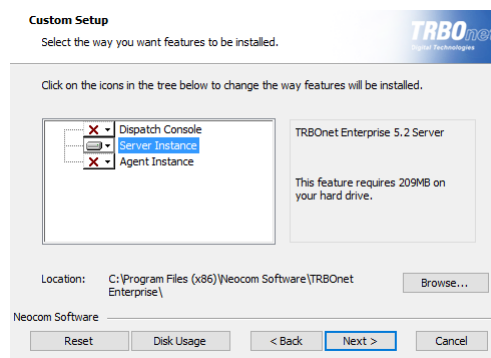 Custom Setup
Select the way you want features to be installed.
TRBOnet
Digital Technologies
Click on the icons in the tree below to change the way features will be installed.
Dispatch Console
Server Instance
Agent Instance
TRBOnet Enterprise 5.2 Server
This feature requires 209MB on
your hard drive.
Location:
C:\Program Files (x86)\Neocom Software\TRBOnet
Enterprise\
Browse...
Neocom Software
Reset
Disk Usage
< Back
Next >
Cancel